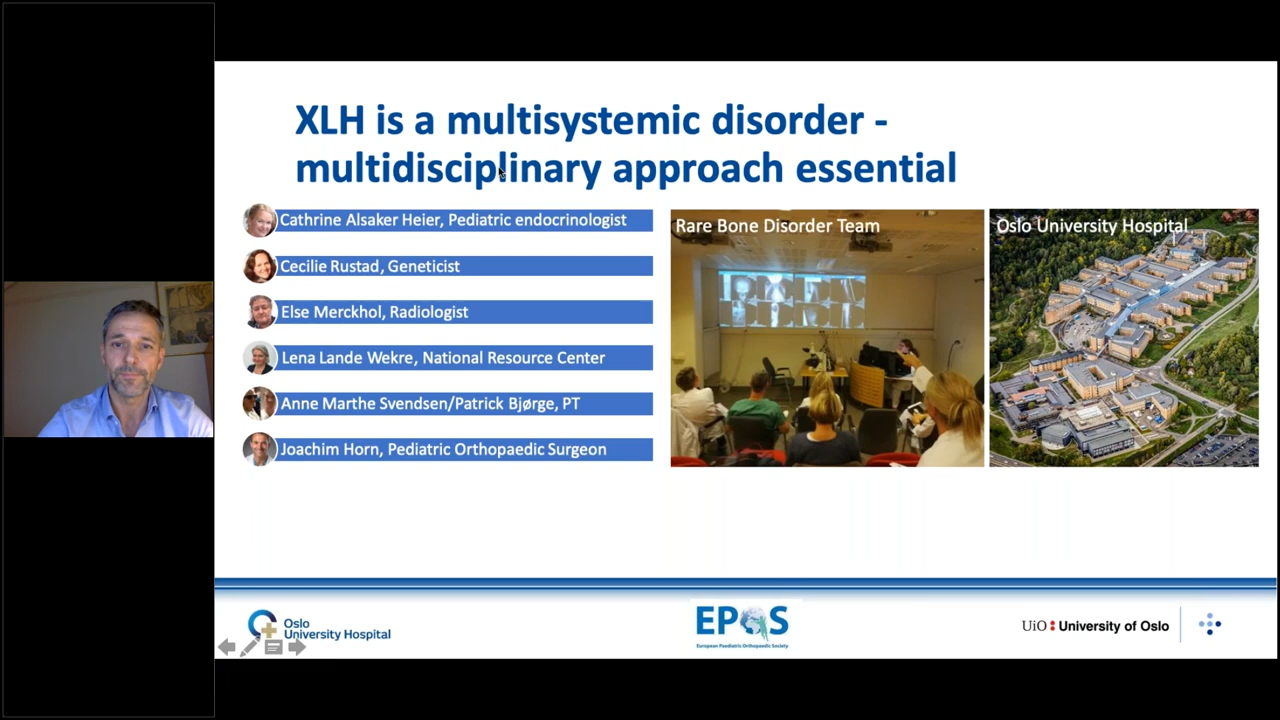 XLH is a multisystemic disorder -
multidisciplinary approach essential
Cathrine Alsaker Heier, Pediatric endocrinologist
Cecilie Rustad, Geneticist
Else Merckhol, Radiologist
Lena Lande Wekre, National Resource Center
Anne Marthe Svendsen/Patrick Bjørge, PT
Joachim Horn, Pediatric Orthopaedic Surgeon
Rare Bone Disorder Team
Oslo University Hospital
Oslo
University Hospital
EPOS
European Paediatric Orthopaedic Society
UiO: University of Oslo